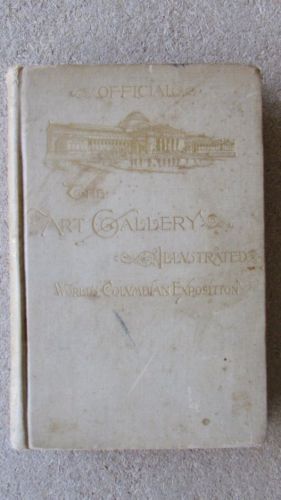 OFFICIAL
THE
ART GALLERY
ILLUSTRATED
WORLD'S COLUMBIAN EXPOSITION